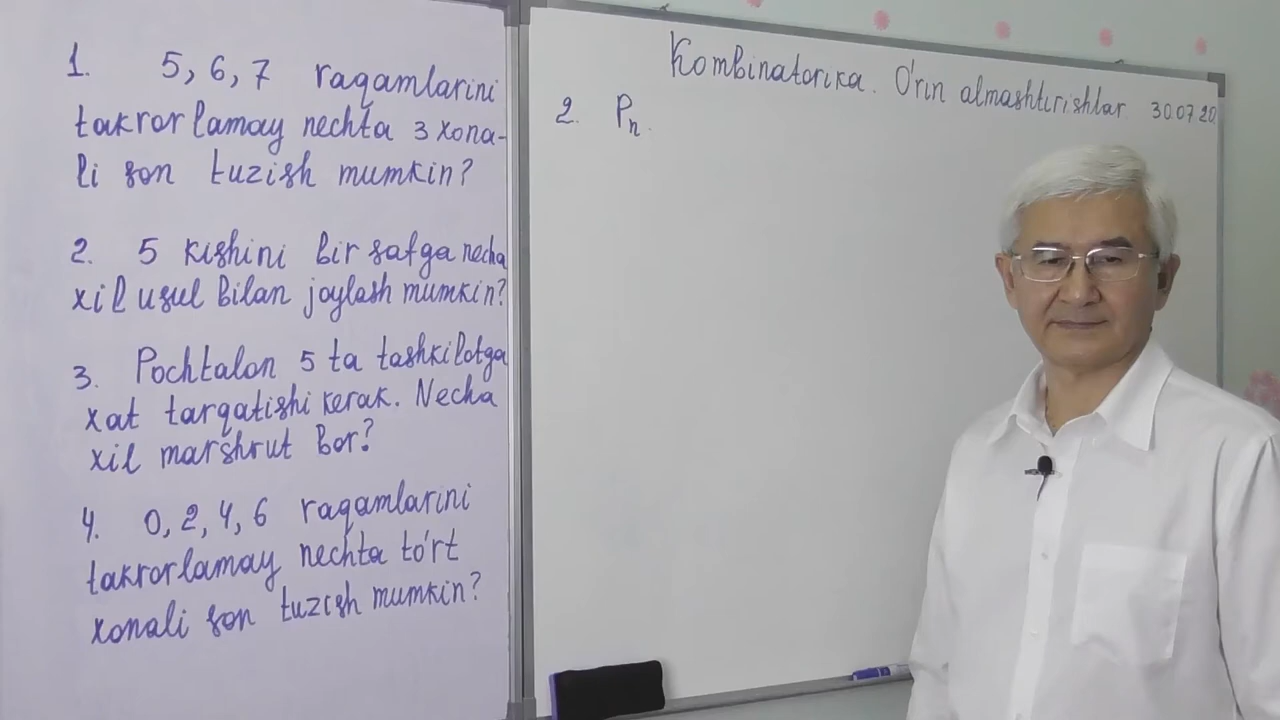 1. 5, 6, 7 raqamlarini
takrorlamay nechta 3 xona-
li son tuzish mumkin?
2. 5 kishini bir safga necha
xil usul bilan joylash mumkin?
3. Pochtalon 5 ta tashkilotga
xat tarqatishi kerak. Necha
xil marshrut bor?
4. 0, 2, 4, 6 raqamlarini
takrorlamay nechta to'rt
xonali son tuzish mumkin?
Kombinatorika. O'rin almashtirishlar. 30.07.20
2. Pn.